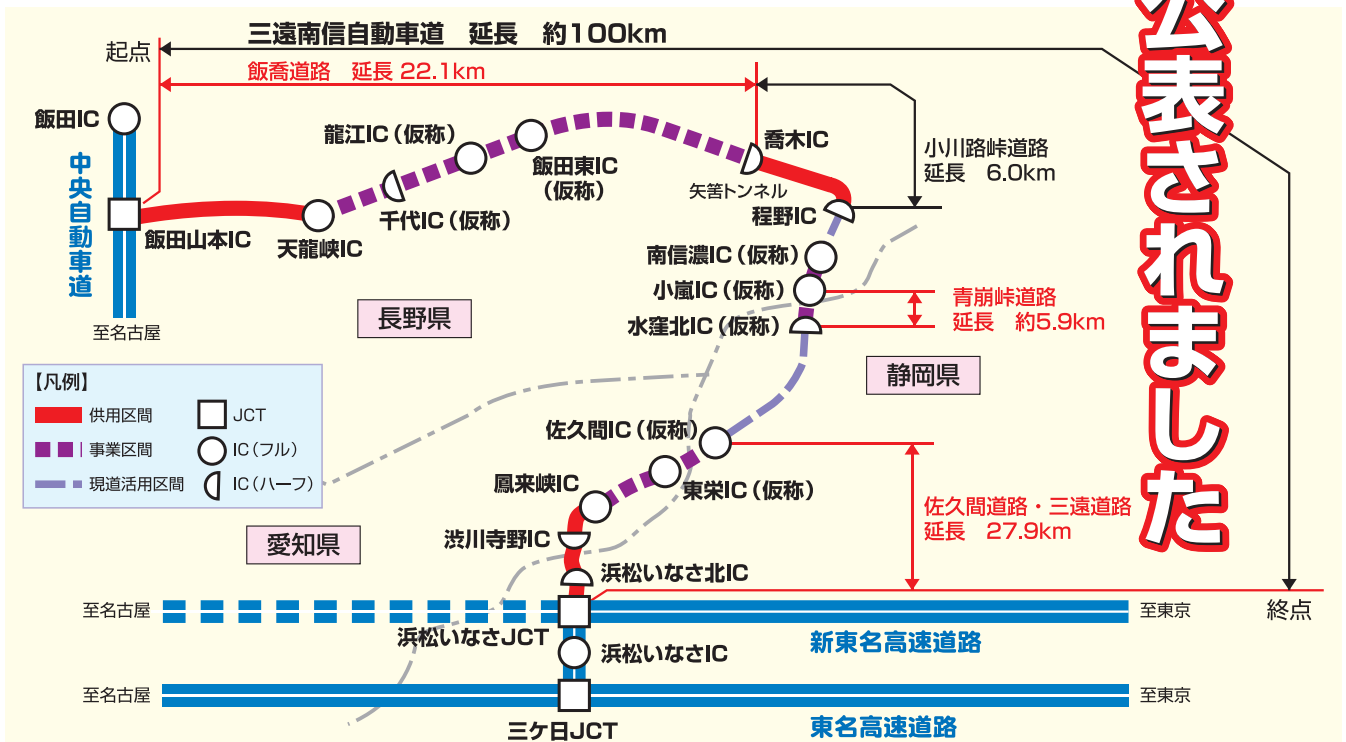 公表されました
三遠南信自動車道 延長 約100km
起点
飯喬道路 延長 22.1km
飯田IC
龍江IC（仮称）
飯田東IC
（仮称）
喬木IC
小川路峠道路
延長 6.0km
中央自動車道
矢筈トンネル
千代IC（仮称）
程野IC
飯田山本IC
天龍峡IC
南信濃IC（仮称）
小嵐IC（仮称）
青崩峠道路
延長 約5.9km
長野県
水窪北IC（仮称）
至名古屋
静岡県
【凡例】
供用区間
JCT
事業区間
IC（フル）
現道活用区間
IC（ハーフ）
佐久間IC（仮称）
鳳来峡IC
東栄IC（仮称）
佐久間道路・三遠道路
延長 27.9km
渋川寺野IC
愛知県
浜松いなさ北IC
至名古屋
至東京
終点
浜松いなさJCT
新東名高速道路
浜松いなさIC
至名古屋
至東京
三ケ日JCT
東名高速道路